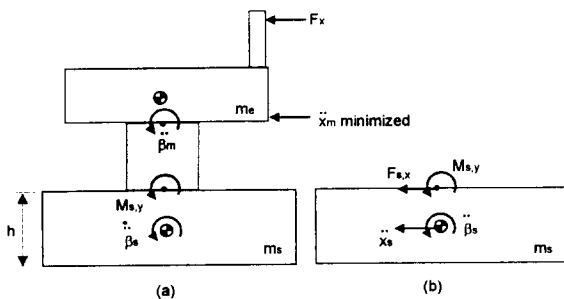 Fₓ
mₑ
ẍₘ minimized
β̈ₘ
Mₛ,ᵧ
h
β̈ₛ
mₛ
(a)
Fₛ,ₓ
Mₛ,ᵧ
ẍₛ
β̈ₛ
mₛ
(b)